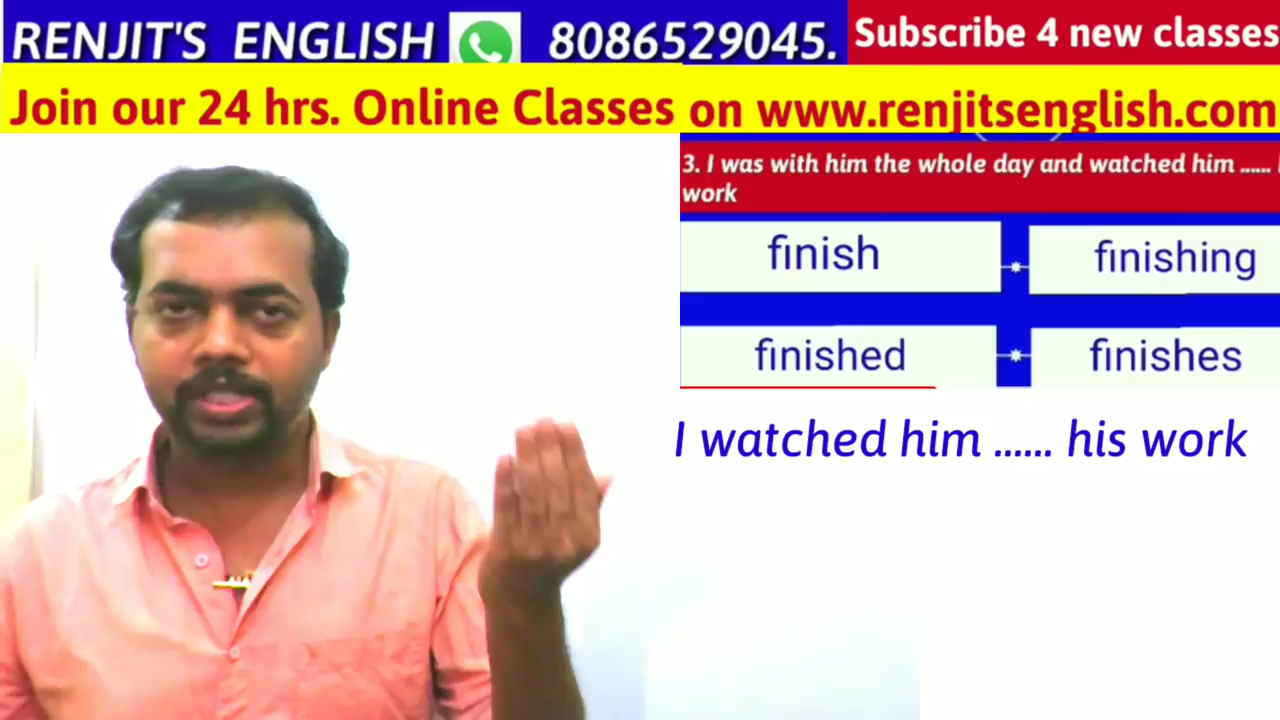 RENJIT'S ENGLISH 8086529045. Subscribe 4 new classes
Join our 24 hrs. Online Classes on www.renjitsenglish.com
3. I was with him the whole day and watched him ......
work
finish finishing
finished finishes
I watched him ...... his work